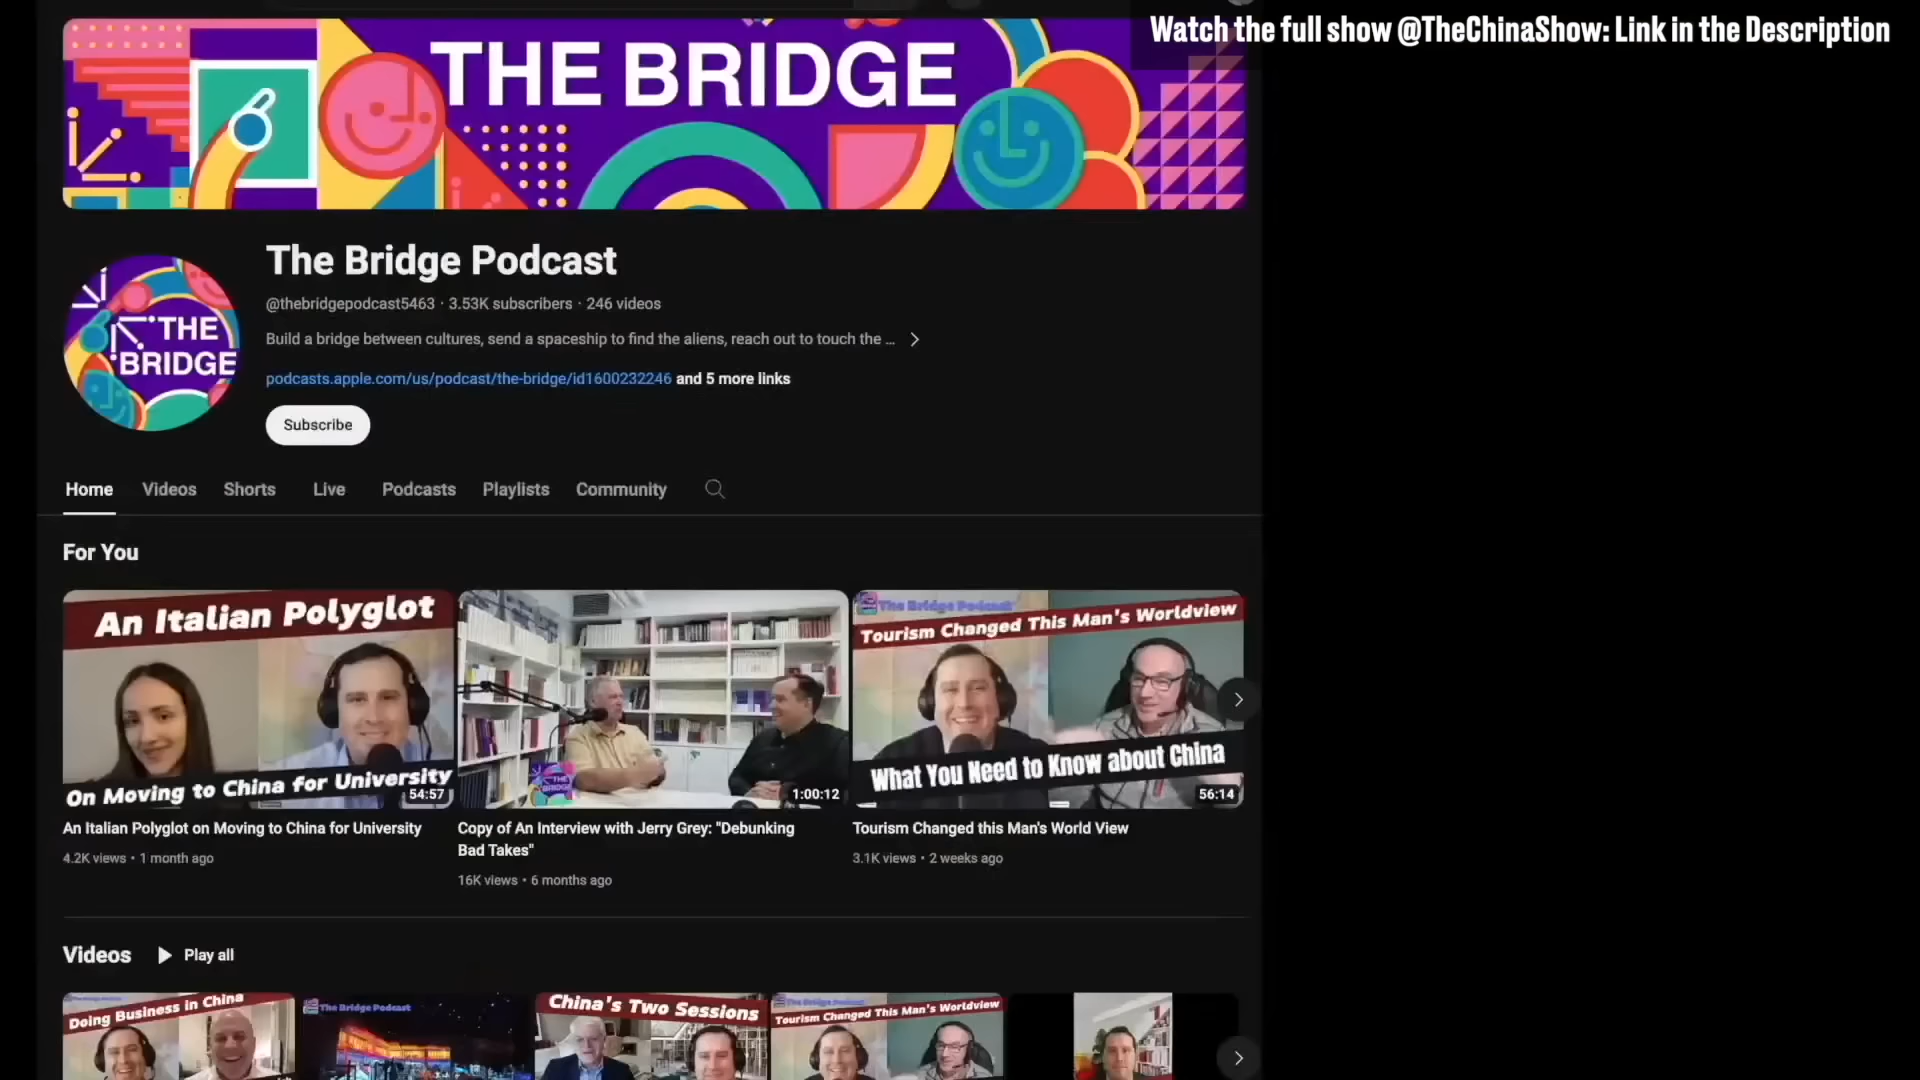 Watch the full show @TheChinaShow: Link in the Description
THE BRIDGE
THE
BRIDGE
The Bridge Podcast
@thebridgepodcast5463 · 3.53K subscribers · 246 videos
Build a bridge between cultures, send a spaceship to find the aliens, reach out to touch the ...
podcasts.apple.com/us/podcast/the-bridge/id1600232246 and 5 more links
Subscribe
Home Videos Shorts Live Podcasts Playlists Community
For You
An Italian Polyglot
On Moving to China for University
54:57
THE
BRIDGE
1:00:12
The Bridge Podcast
Tourism Changed This Man's Worldview
What You Need to Know about China
56:14
An Italian Polyglot on Moving to China for University
4.2K views • 1 month ago
Copy of An Interview with Jerry Grey: "Debunking
Bad Takes"
16K views • 6 months ago
Tourism Changed this Man's World View
3.1K views • 2 weeks ago
Videos Play all
Doing Business in China
The Bridge Podcast
China's Two Sessions
The Bridge Podcast
Tourism Changed This Man's Worldview